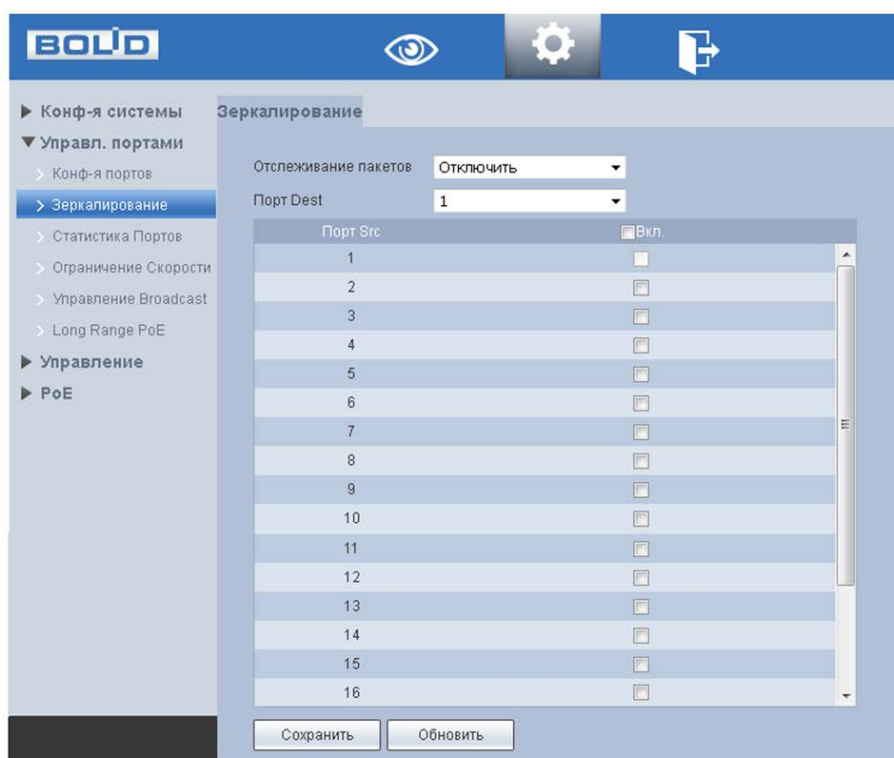 BOLID
Конф-я системы
Управл. портами
Конф-я портов
Зеркалирование
Статистика Портов
Ограничение Скорости
Управление Broadcast
Long Range PoE
Управление
PoE
Зеркалирование
Отслеживание пакетов Отключить
Порт Dest 1
Порт Src Вкл.
1
2
3
4
5
6
7
8
9
10
11
12
13
14
15
16
Сохранить Обновить